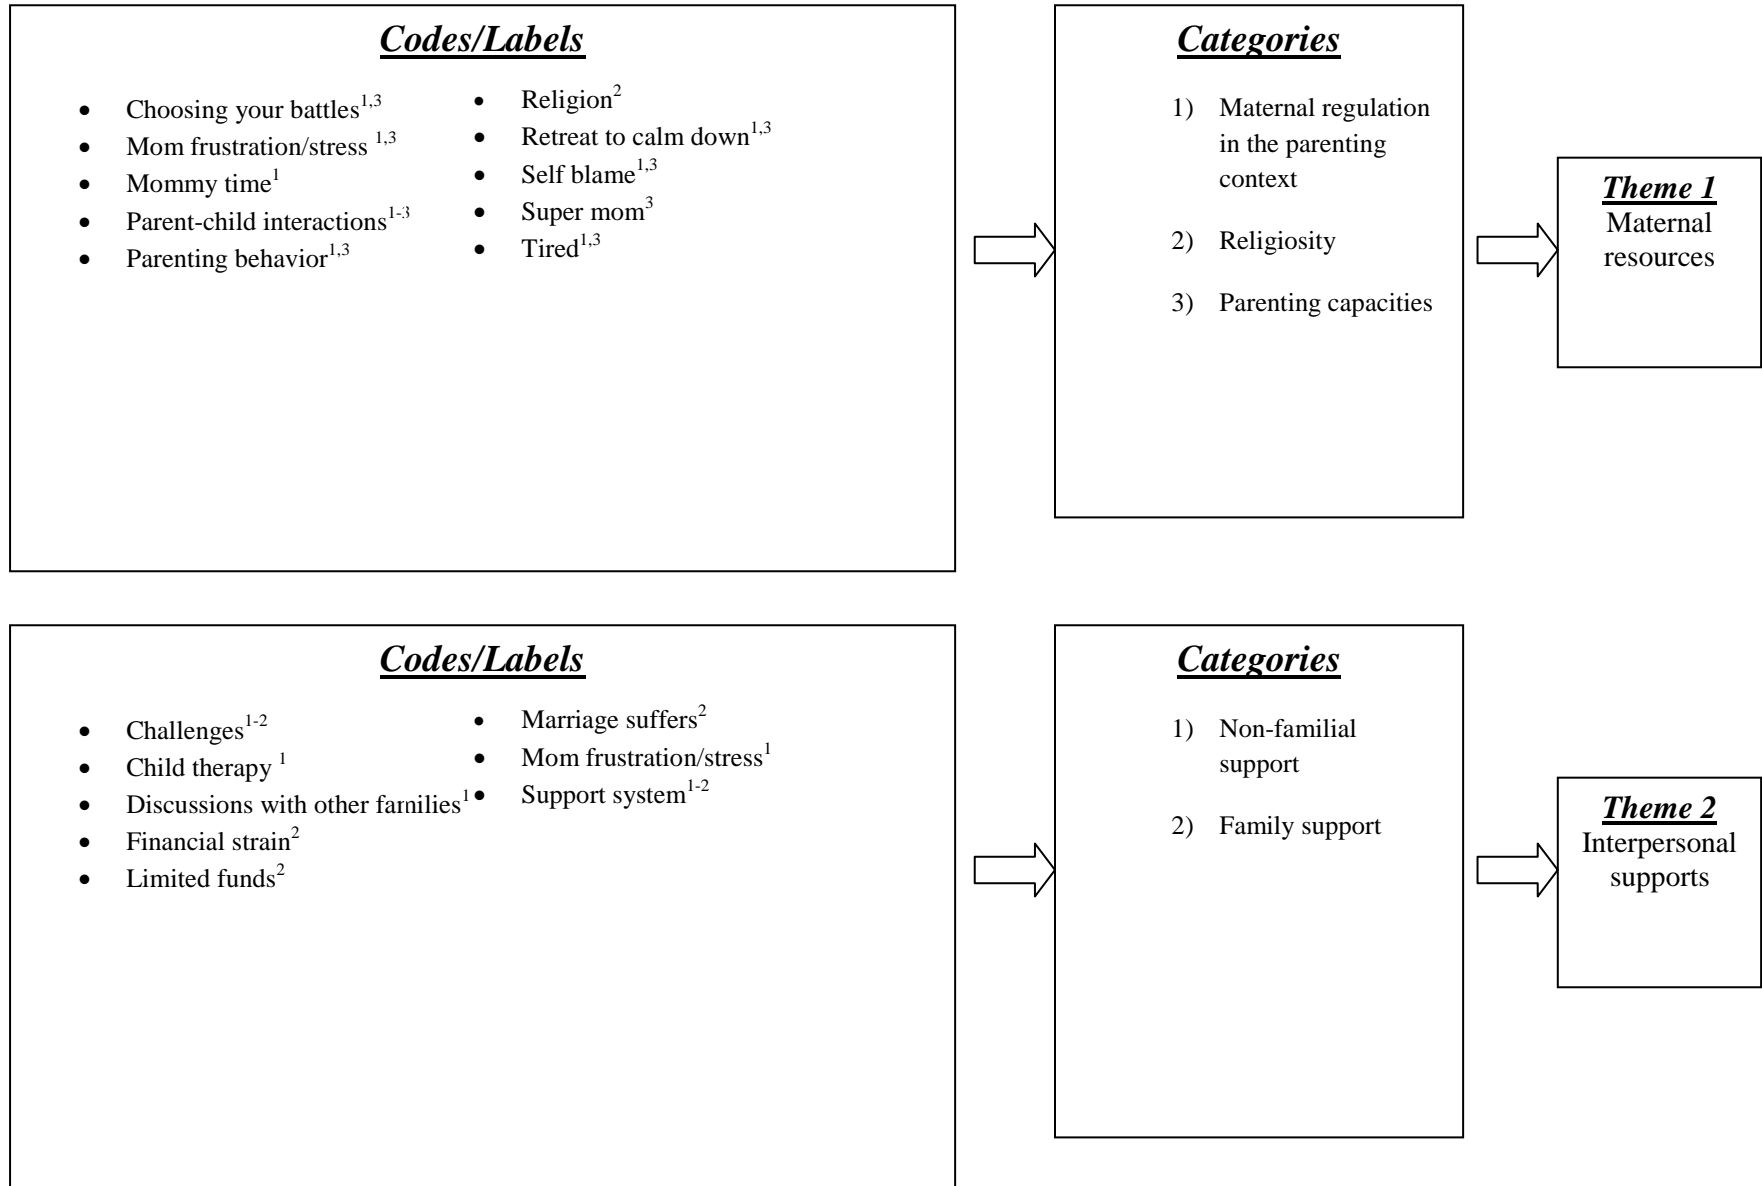 Codes/Labels
• Choosing your battles1,3
• Mom frustration/stress 1,3
• Mommy time1
• Parent-child interactions1-3
• Parenting behavior1,3
• Religion2
• Retreat to calm down1,3
• Self blame1,3
• Super mom3
• Tired1,3
Categories
1) Maternal regulation
in the parenting
context
2) Religiosity
3) Parenting capacities
Theme 1
Maternal
resources
Codes/Labels
• Challenges1-2
• Child therapy 1
• Discussions with other families1
• Financial strain2
• Limited funds2
• Marriage suffers2
• Mom frustration/stress1
• Support system1-2
Categories
1) Non-familial
support
2) Family support
Theme 2
Interpersonal
supports